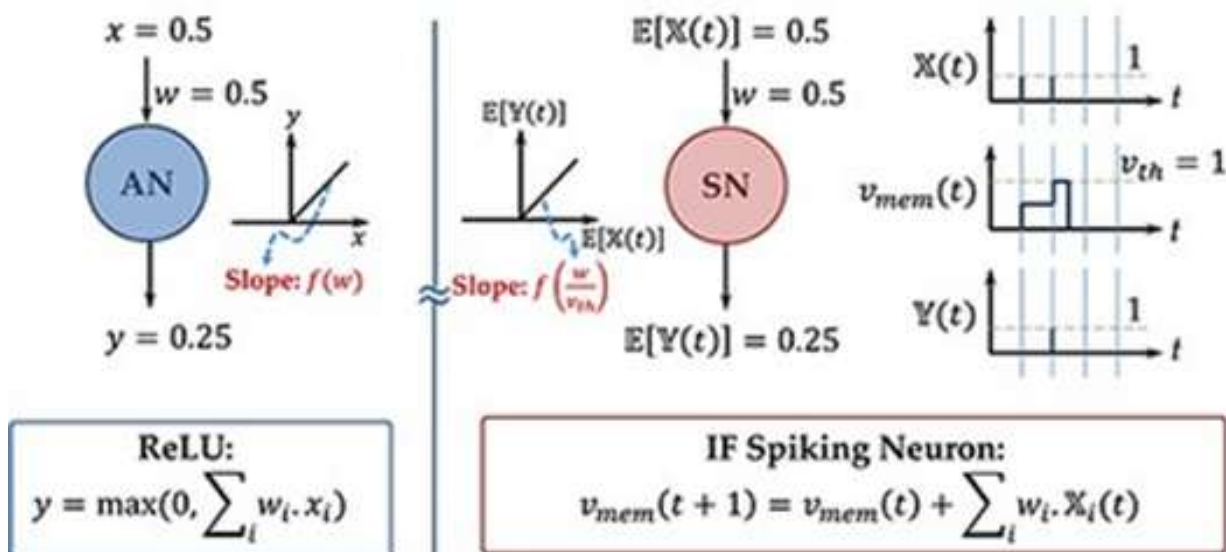 x = 0.5
w = 0.5
AN
y
x
Slope: f(w)
y = 0.25
ReLU:
y = max(0, ∑_i w_i. x_i)
𝔼[𝕏(t)] = 0.5
w = 0.5
𝔼[𝕐(t)]
SN
𝔼[𝕏(t)]
Slope: f(w/v_th)
𝔼[𝕐(t)] = 0.25
𝕏(t)
1
t
v_mem(t)
v_th = 1
t
𝕐(t)
1
t
IF Spiking Neuron:
v_mem(t + 1) = v_mem(t) + ∑_i w_i. 𝕏_i(t)